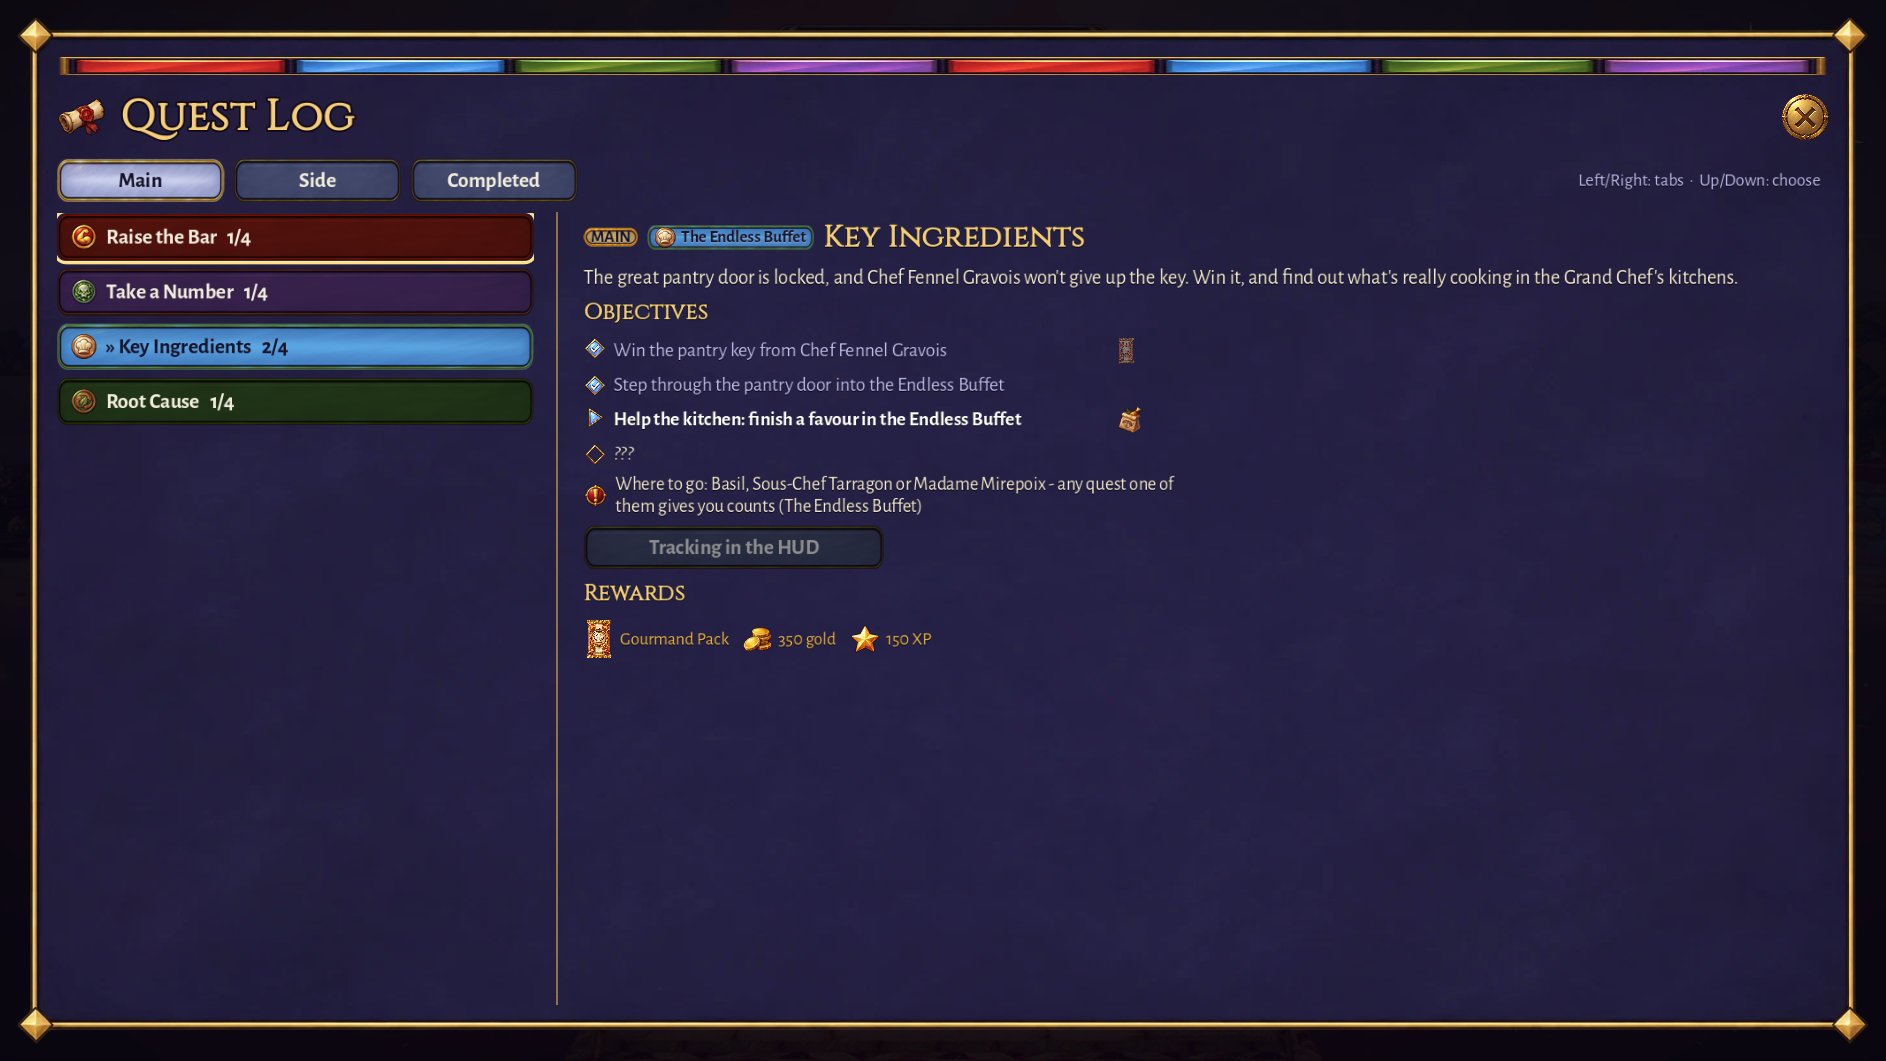 Quest Log
Main
Side
Completed
Left/Right: tabs · Up/Down: choose
Raise the Bar 1/4
Take a Number 1/4
» Key Ingredients 2/4
Root Cause 1/4
MAIN The Endless Buffet Key Ingredients
The great pantry door is locked, and Chef Fennel Gravois won't give up the key. Win it, and find out what's really cooking in the Grand Chef's kitchens.
Objectives
Win the pantry key from Chef Fennel Gravois
Step through the pantry door into the Endless Buffet
Help the kitchen: finish a favour in the Endless Buffet
???
Where to go: Basil, Sous-Chef Tarragon or Madame Mirepoix - any quest one of
them gives you counts (The Endless Buffet)
Tracking in the HUD
Rewards
Gourmand Pack 350 gold 150 XP